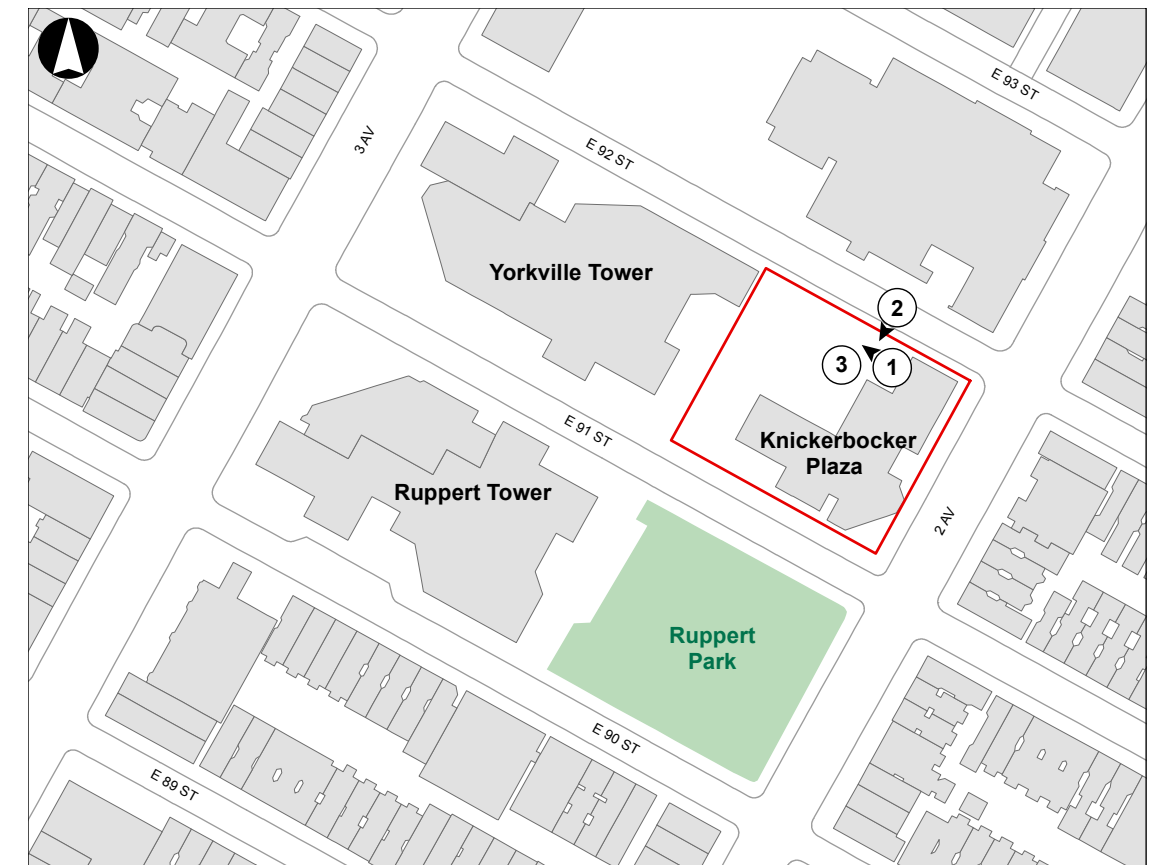 E 93 ST
3 AV
E 92 ST
Yorkville Tower
2
3
1
E 91 ST
Knickerbocker
Plaza
Ruppert Tower
2 AV
Ruppert
Park
E 90 ST
E 89 ST